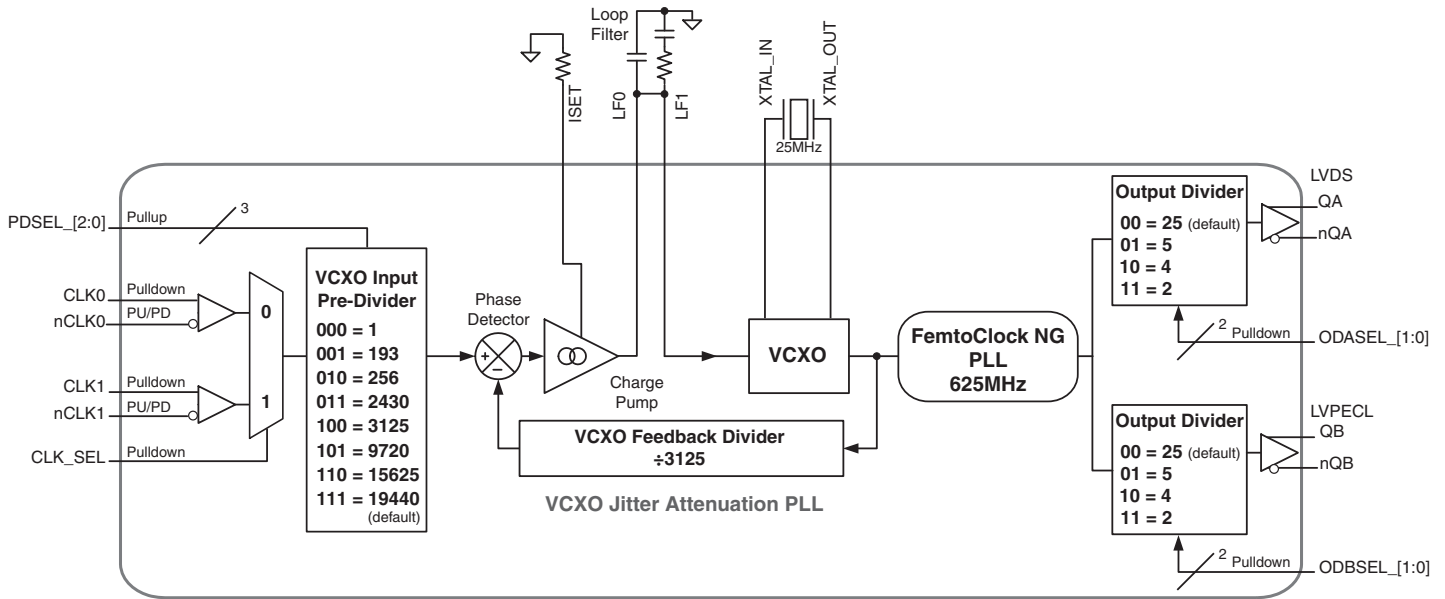 Loop
Filter
ISET
LF0
LF1
XTAL_IN
XTAL_OUT
25MHz
PDSEL_[2:0]
Pullup
3
CLK0
Pulldown
nCLK0
PU/PD
0
CLK1
Pulldown
nCLK1
PU/PD
1
CLK_SEL
Pulldown
VCXO Input
Pre-Divider
000 = 1
001 = 193
010 = 256
011 = 2430
100 = 3125
101 = 9720
110 = 15625
111 = 19440
(default)
Phase
Detector
+
−
Charge
Pump
VCXO
VCXO Feedback Divider
÷3125
VCXO Jitter Attenuation PLL
FemtoClock NG
PLL
625MHz
Output Divider
00 = 25 (default)
01 = 5
10 = 4
11 = 2
LVDS
QA
nQA
2
Pulldown
ODASEL_[1:0]
Output Divider
00 = 25 (default)
01 = 5
10 = 4
11 = 2
LVPECL
QB
nQB
2
Pulldown
ODBSEL_[1:0]